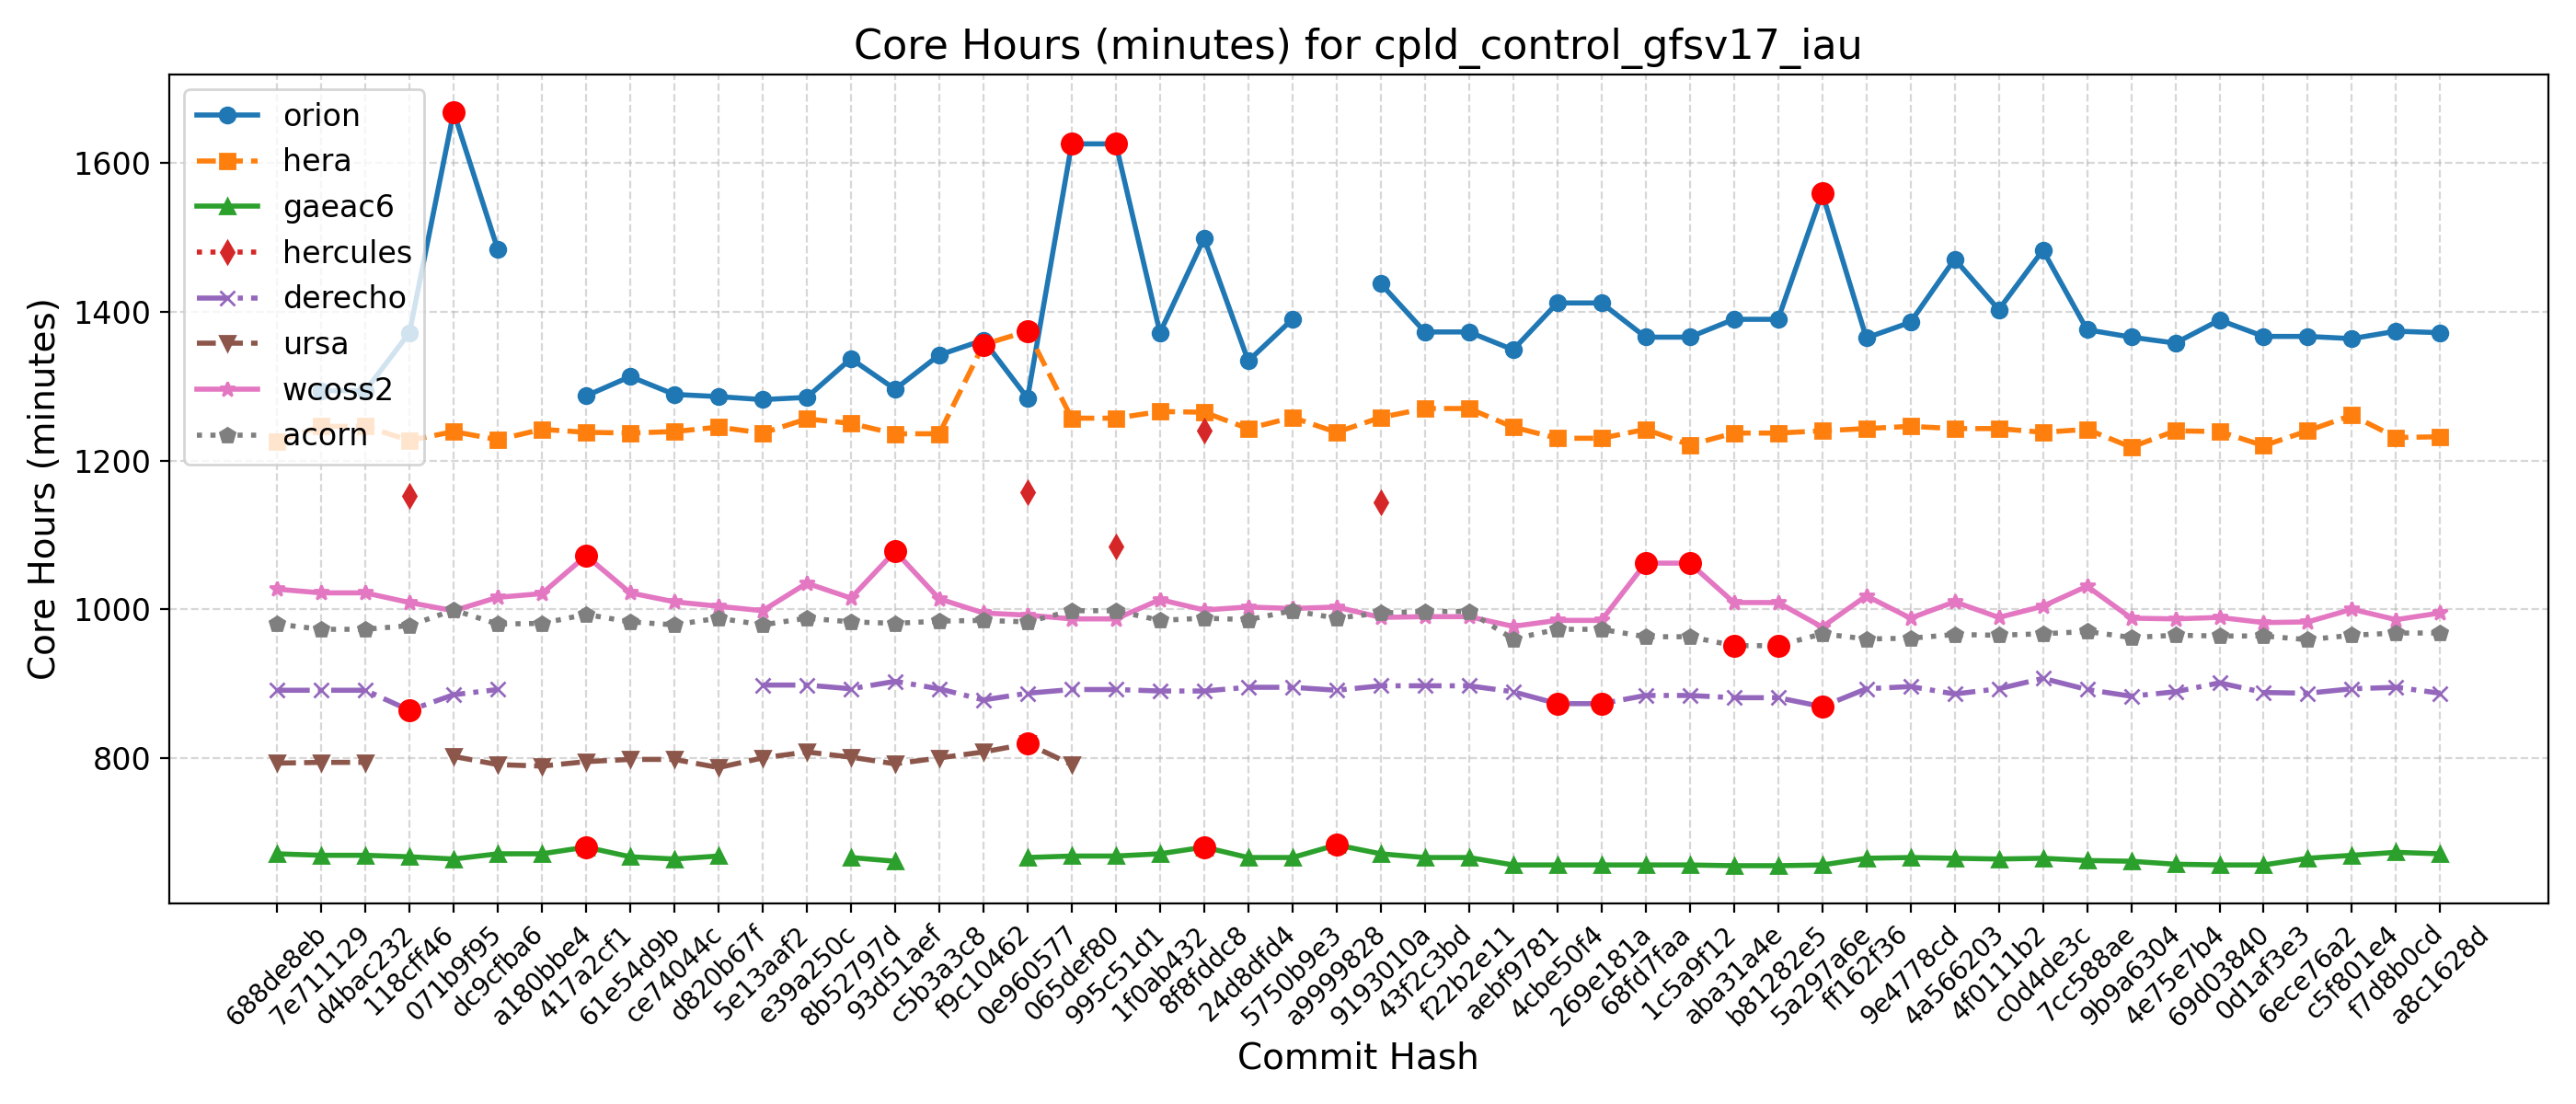 Core Hours (minutes) for cpld_control_gfsv17_iau
Core Hours (minutes)
1600
1400
1200
1000
800
orion
hera
gaeac6
hercules
derecho
ursa
wcoss2
acorn
688de8eb
7e711129
d4bac232
118cff46
071b9f95
dc9cfba6
a180bbe4
417a2cf1
61e54d9b
ce74044c
d820b67f
5e13aaf2
e39a250c
8b52797d
93d51aef
c5b3a3c8
f9c10462
0e960577
065def80
995c51d1
1f0ab432
8f8fddc8
24d8dfd4
5750b9e3
a9999828
9193010a
43f2c3bd
f22b2e11
aebf9781
4cbe50f4
269e181a
68fd7faa
1c5a9f12
aba31a4e
b81282e5
5a297a6e
ff162f36
9e4778cd
4a566203
4f0111b2
c0d4de3c
7cc588ae
9b9a6304
4e75e7b4
69d03840
0d1af3e3
6ece76a2
c5f801e4
f7d8b0cd
a8c1628d
Commit Hash